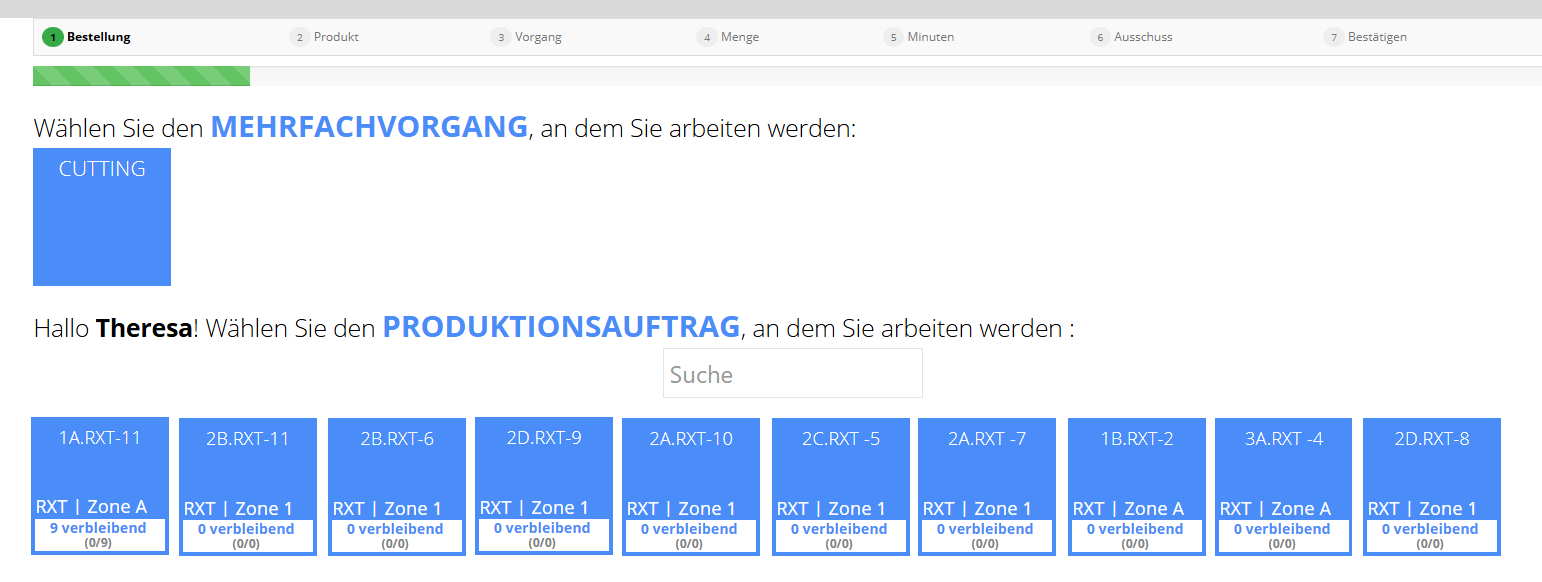 1 Bestellung 2 Produkt 3 Vorgang 4 Menge 5 Minuten 6 Ausschuss 7 Bestätigen
Wählen Sie den MEHRFACHVORGANG, an dem Sie arbeiten werden:
CUTTING
Hallo Theresa! Wählen Sie den PRODUKTIONSAUFTRAG, an dem Sie arbeiten werden :
Suche
1A.RXT-11
RXT | Zone A
9 verbleibend
(0/9)
2B.RXT-11
RXT | Zone 1
0 verbleibend
(0/0)
2B.RXT-6
RXT | Zone 1
0 verbleibend
(0/0)
2D.RXT-9
RXT | Zone 1
0 verbleibend
(0/0)
2A.RXT-10
RXT | Zone 1
0 verbleibend
(0/0)
2C.RXT -5
RXT | Zone 1
0 verbleibend
(0/0)
2A.RXT -7
RXT | Zone 1
0 verbleibend
(0/0)
1B.RXT-2
RXT | Zone A
0 verbleibend
(0/0)
3A.RXT -4
RXT | Zone A
0 verbleibend
(0/0)
2D.RXT-8
RXT | Zone 1
0 verbleibend
(0/0)